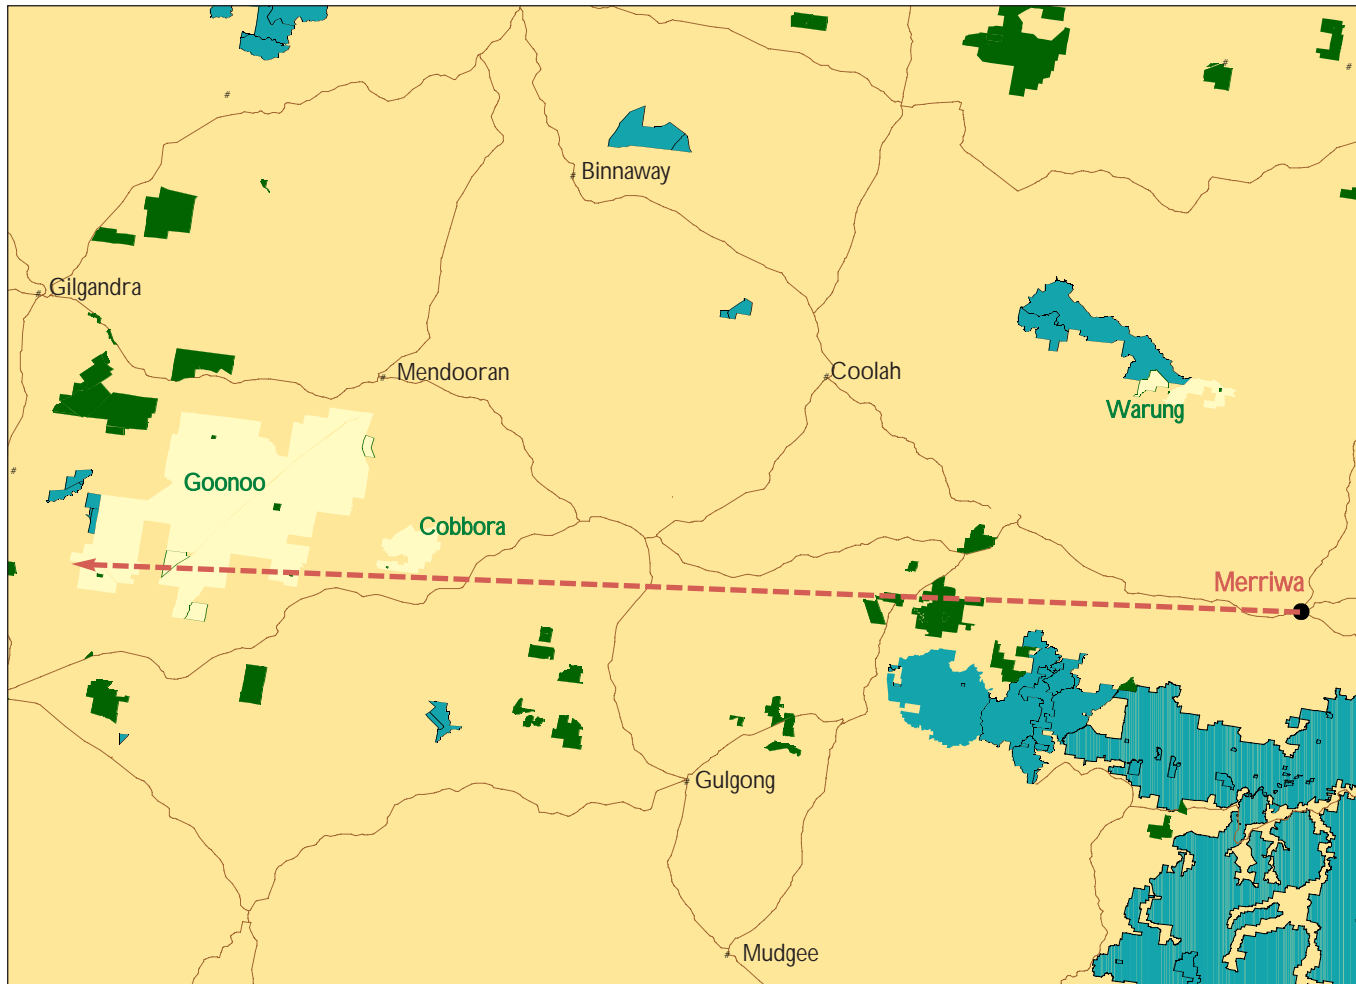 Binnaway
Gilgandra
Mendooran
Coolah
Warung
Goonoo
Cobbora
Merriwa
Gulgong
Mudgee